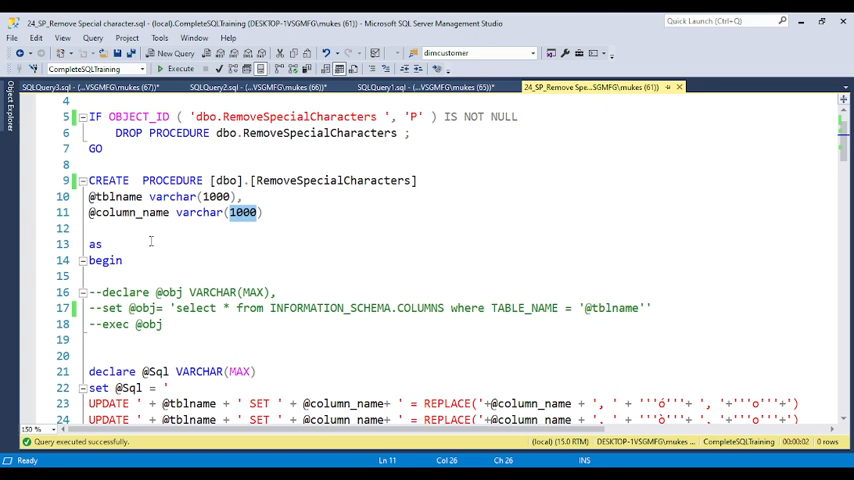 24_SP_Remove Special character.sql - (local).CompleteSQLTraining (DESKTOP-1VSGMFG\mukes (61)) - Microsoft SQL Server Management Studio
Quick Launch (Ctrl+Q)
File Edit View Query Project Tools Window Help
New Query
dimcustomer
CompleteSQLTraining
Execute
SQLQuery3.sql - (...VSGMFG\mukes (67))*
SQLQuery2.sql - (...VSGMFG\mukes (66))*
SQLQuery1.sql - (...VSGMFG\mukes (65))*
24_SP_Remove Spe...SGMFG\mukes (61))
Object Explorer
4
5 IF OBJECT_ID ( 'dbo.RemoveSpecialCharacters ', 'P' ) IS NOT NULL
6 DROP PROCEDURE dbo.RemoveSpecialCharacters ;
7 GO
8
9 CREATE PROCEDURE [dbo].[RemoveSpecialCharacters]
10 @tblname varchar(1000),
11 @column_name varchar(1000)
12
13 as
14 begin
15
16 --declare @obj VARCHAR(MAX),
17 --set @obj= 'select * from INFORMATION_SCHEMA.COLUMNS where TABLE_NAME = '@tblname''
18 --exec @obj
19
20
21 declare @Sql VARCHAR(MAX)
22 set @Sql = '
23 UPDATE ' + @tblname + ' SET ' + @column_name+ ' = REPLACE('+@column_name + ', ' + '''ó'''+ ', '+'''o'''+')
24 UPDATE ' + @tblname + ' SET ' + @column_name+ ' = REPLACE('+@column_name + ', ' + '''ò'''+ ', '+'''o'''+')
150 %
Query executed successfully.
(local) (15.0 RTM)
DESKTOP-1VSGMFG\mukes ...
CompleteSQLTraining
00:00:02
0 rows
Ready
Ln 11
Col 26
Ch 26
INS